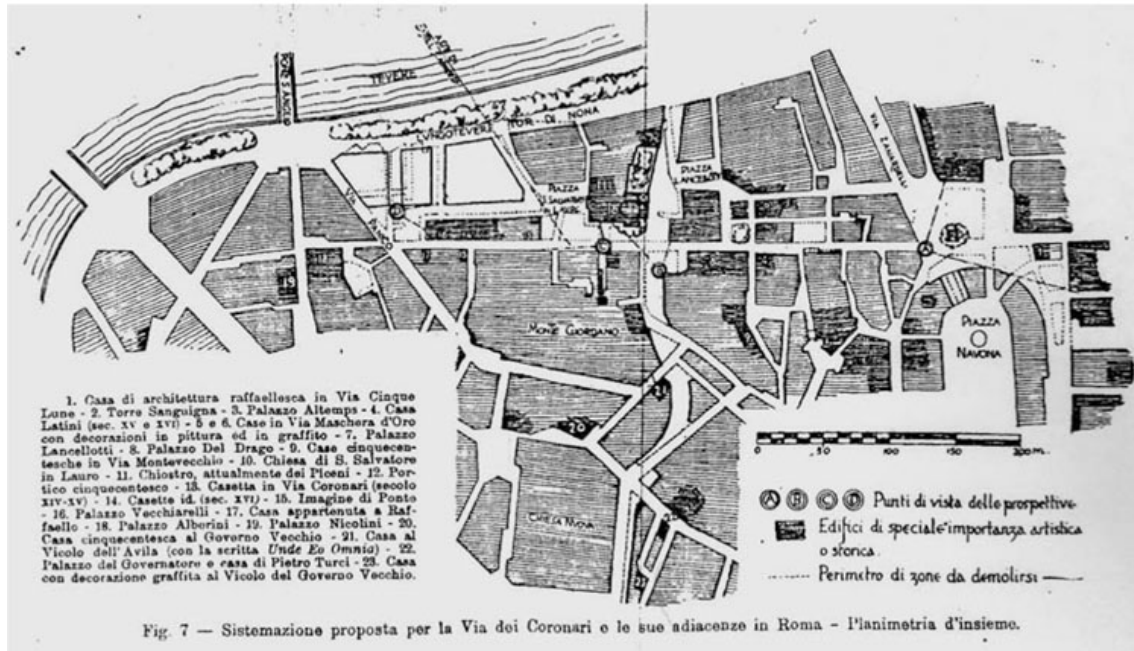 PONTE S. ANGELO
TEVERE
LUNGOTEVERE TOR DI NONA
VIA ZANARDELLI
PIAZZA
S. SALVATORE
IN LAURO
PIAZZA
LANCELLOTTI
VIA
MONTE GIORDANO
PIAZZA
NAVONA
CHIESA NUOVA
15
20
21
A
1. Casa di architettura raffaellesca in Via Cinque
Lune - 2. Torre Sanguigna - 3. Palazzo Altemps - 4. Casa
Latini (sec. XV e XVI) - 5 e 6. Case in Via Maschera d'Oro
con decorazioni in pittura ed in graffito - 7. Palazzo
Lancellotti - 8. Palazzo Del Drago - 9. Case cinquecen-
tesche in Via Montevecchio - 10. Chiesa di S. Salvatore
in Lauro - 11. Chiostro, attualmente dei Piceni - 12. Por-
tico cinquecentesco - 13. Casetta in Via Coronari (secolo
XIV-XV) - 14. Casette id. (sec. XVI) - 15. Imagine di Ponte
- 16. Palazzo Vecchiarelli - 17. Casa appartenuta a Raf-
faello - 18. Palazzo Alberini - 19. Palazzo Nicolini - 20.
Casa cinquecentesca al Governo Vecchio - 21. Casa al
Vicolo dell'Avila (con la scritta Unde Eo Omnia) - 22.
Palazzo del Governatore e casa di Pietro Turci - 23. Casa
con decorazione graffita al Vicolo del Governo Vecchio.
200 m.
A B C D Punti di vista delle prospettive
Edifici di speciale importanza artistica
o storica.
Perimetro di zone da demolirsi
Fig. 7 — Sistemazione proposta per la Via dei Coronari e le sue adiacenze in Roma - Planimetria d'insieme.